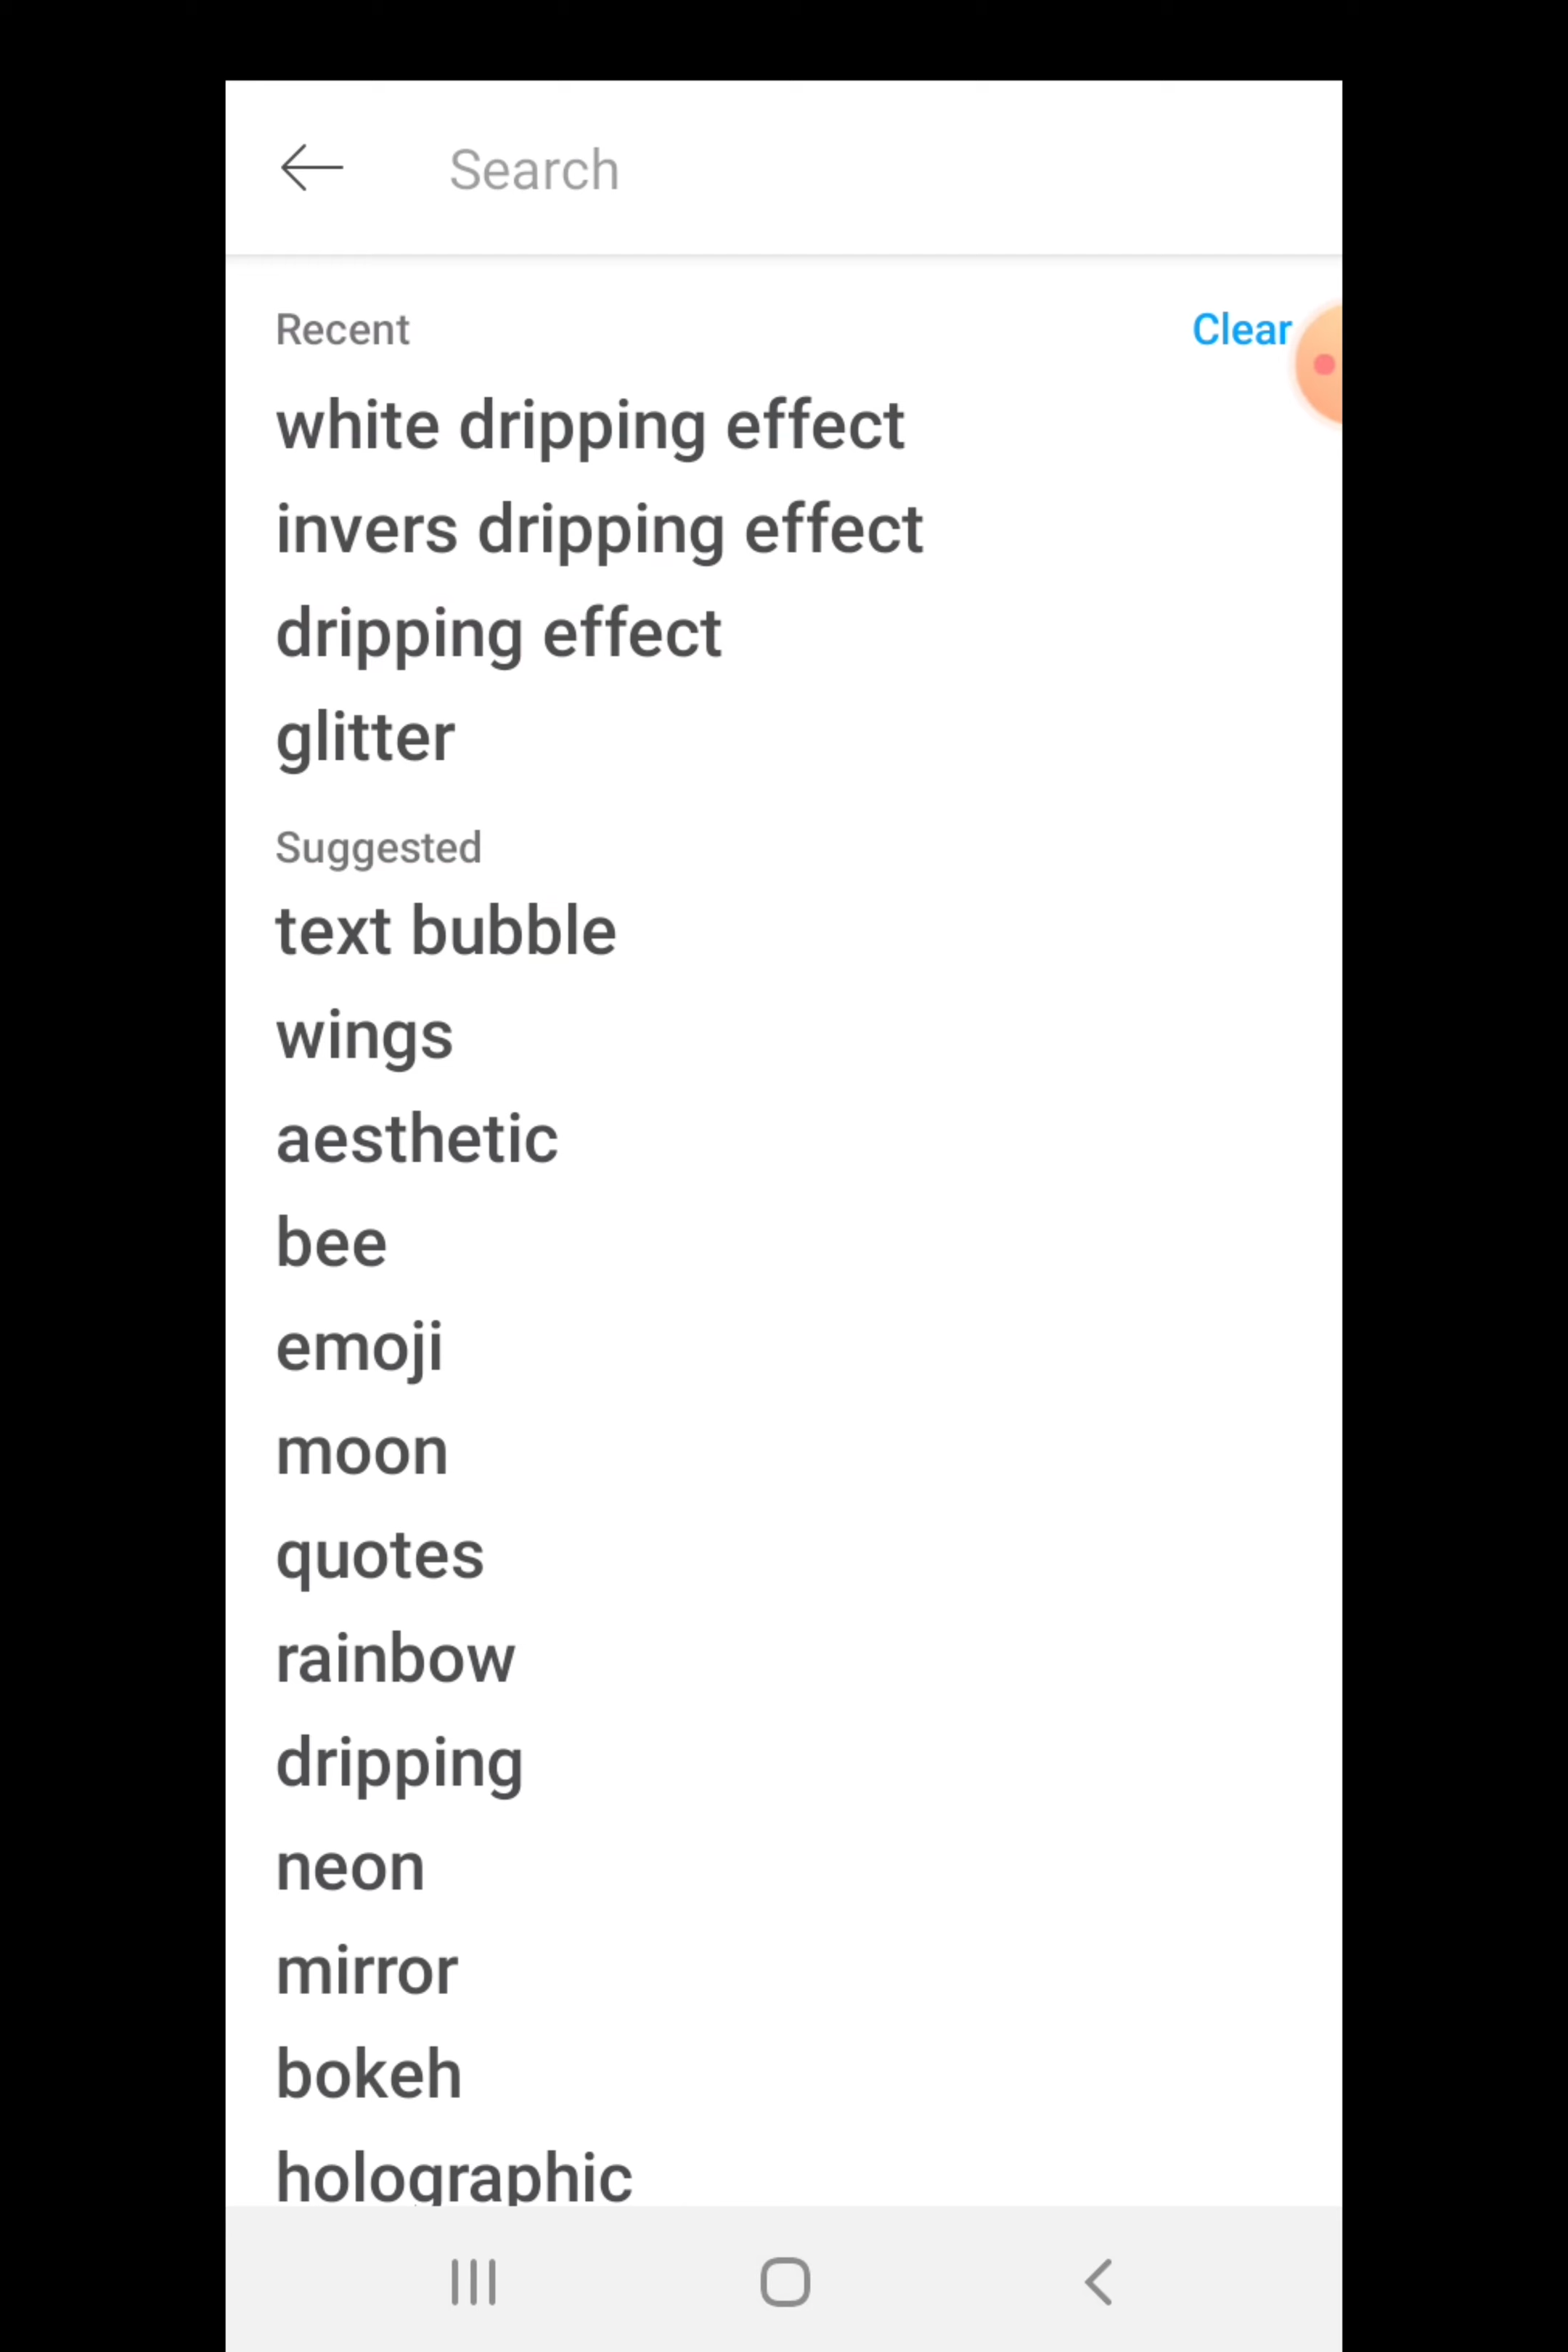 Search
Recent
Clear
white dripping effect
invers dripping effect
dripping effect
glitter
Suggested
text bubble
wings
aesthetic
bee
emoji
moon
quotes
rainbow
dripping
neon
mirror
bokeh
holographic